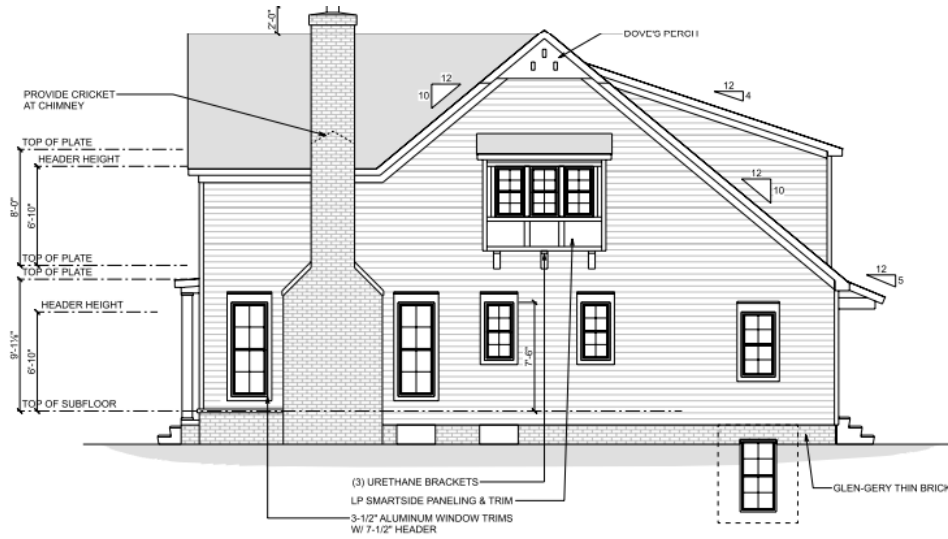 2'-0"
DOVE'S PERCH
12
10
12
4
PROVIDE CRICKET
AT CHIMNEY
TOP OF PLATE
HEADER HEIGHT
12
10
8'-0"
6'-10"
TOP OF PLATE
TOP OF PLATE
12
5
HEADER HEIGHT
9'-1⅛"
6'-10"
7'-6"
TOP OF SUBFLOOR
(3) URETHANE BRACKETS
GLEN-GERY THIN BRICK
LP SMARTSIDE PANELING & TRIM
3-1/2" ALUMINUM WINDOW TRIMS
W/ 7-1/2" HEADER